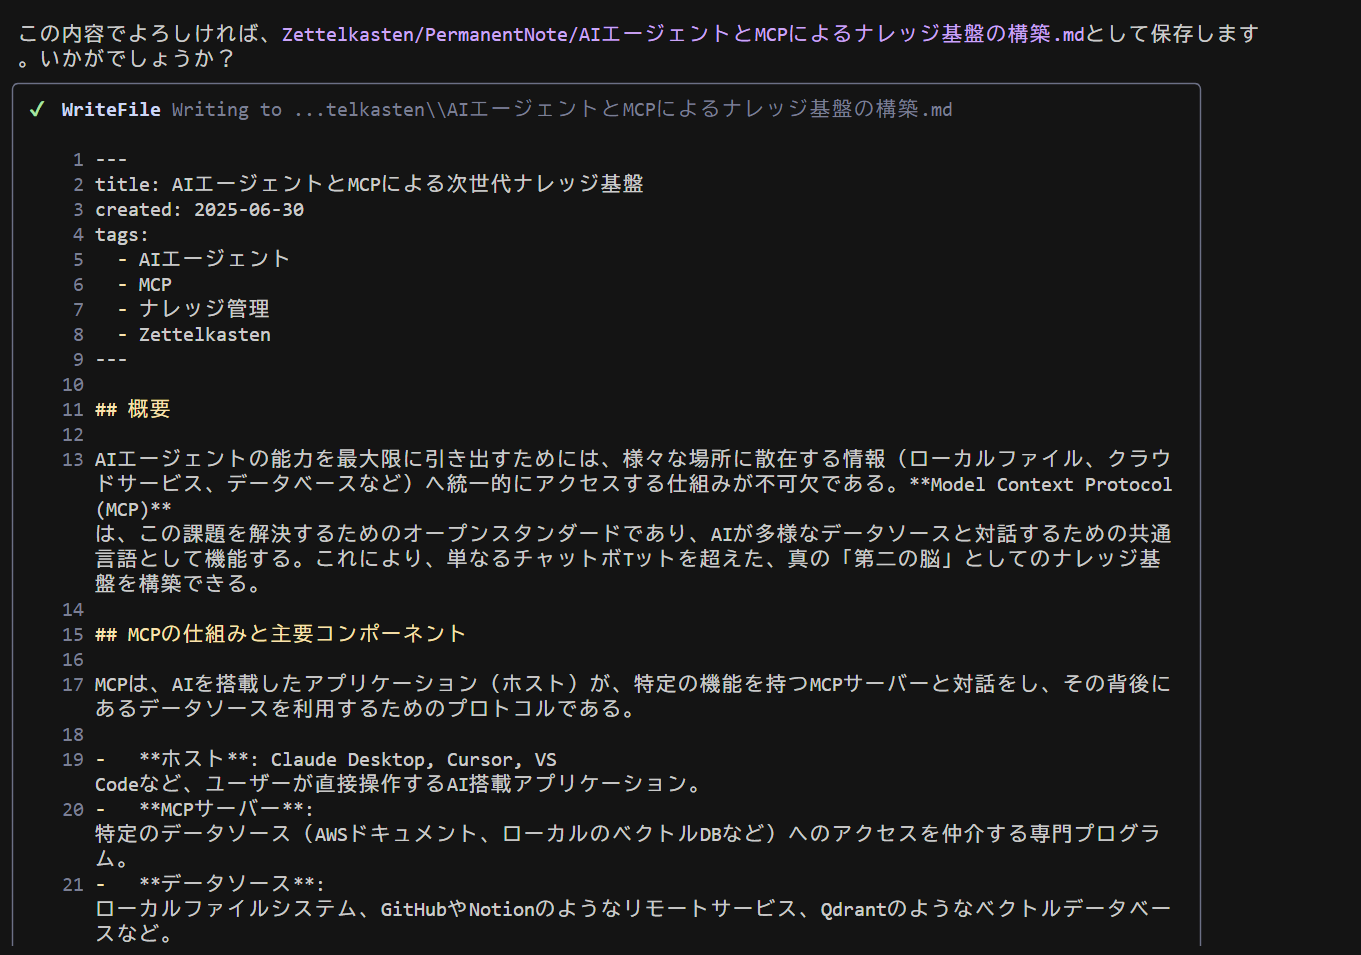 この内容でよろしければ、Zettelkasten/PermanentNote/AIエージェントとMCPによるナレッジ基盤の構築.mdとして保存します
。いかがでしょうか？
✓ WriteFile Writing to ...telkasten\\AIエージェントとMCPによるナレッジ基盤の構築.md
1 ---
2 title: AIエージェントとMCPによる次世代ナレッジ基盤
3 created: 2025-06-30
4 tags:
5   - AIエージェント
6   - MCP
7   - ナレッジ管理
8   - Zettelkasten
9 ---
10
11 ## 概要
12
13 AIエージェントの能力を最大限に引き出すためには、様々な場所に散在する情報（ローカルファイル、クラウ
ドサービス、データベースなど）へ統一的にアクセスする仕組みが不可欠である。**Model Context Protocol
(MCP)**
は、この課題を解決するためのオープンスタンダードであり、AIが多様なデータソースと対話するための共通
言語として機能する。これにより、単なるチャットボTットを超えた、真の「第二の脳」としてのナレッジ基
盤を構築できる。
14
15 ## MCPの仕組みと主要コンポーネント
16
17 MCPは、AIを搭載したアプリケーション（ホスト）が、特定の機能を持つMCPサーバーと対話をし、その背後に
あるデータソースを利用するためのプロトコルである。
18
19 -   **ホスト**: Claude Desktop, Cursor, VS
Codeなど、ユーザーが直接操作するAI搭載アプリケーション。
20 -   **MCPサーバー**:
特定のデータソース（AWSドキュメント、ローカルのベクトルDBなど）へのアクセスを仲介する専門プログラ
ム。
21 -   **データソース**:
ローカルファイルシステム、GitHubやNotionのようなリモートサービス、Qdrantのようなベクトルデータベー
スなど。